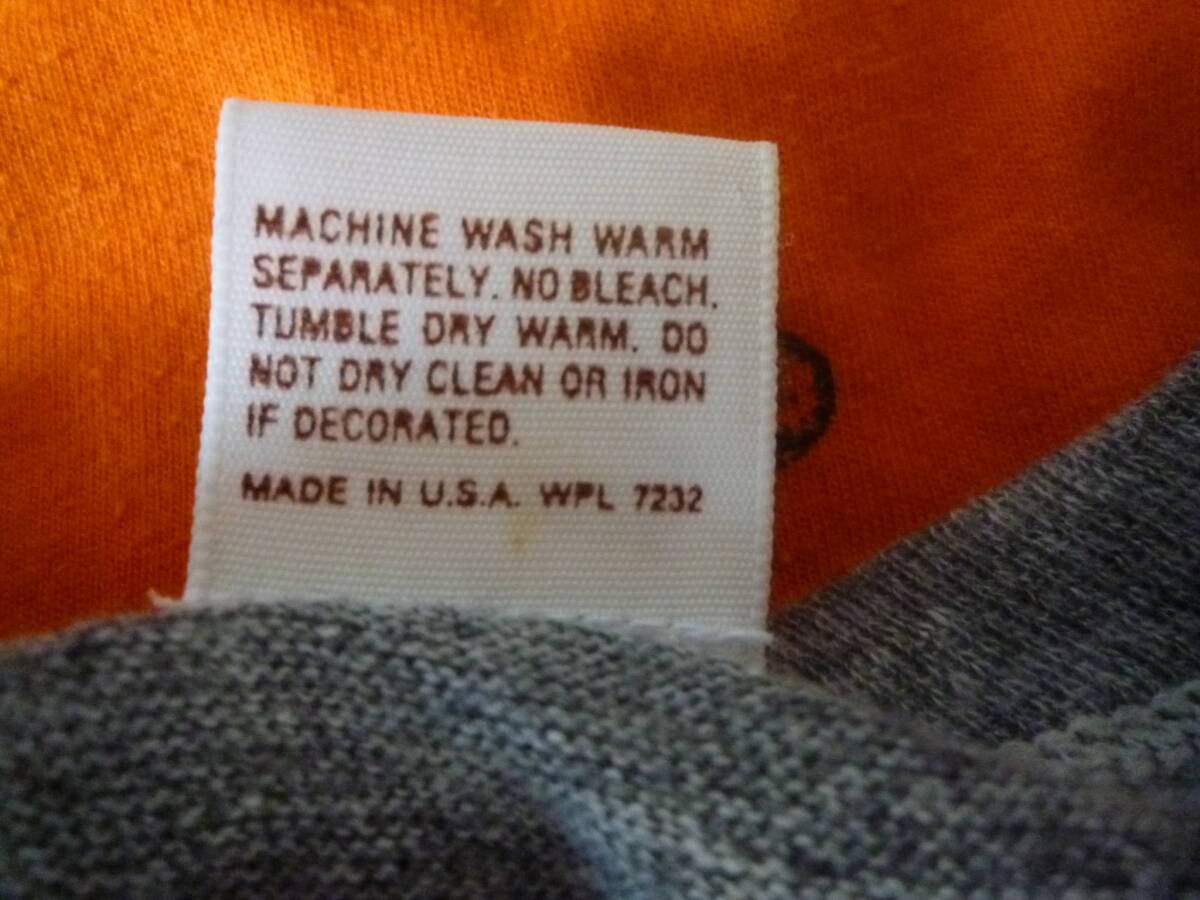 MACHINE WASH WARM
SEPARATELY. NO BLEACH.
TUMBLE DRY WARM. DO
NOT DRY CLEAN OR IRON
IF DECORATED.
MADE IN U.S.A. WPL 7232